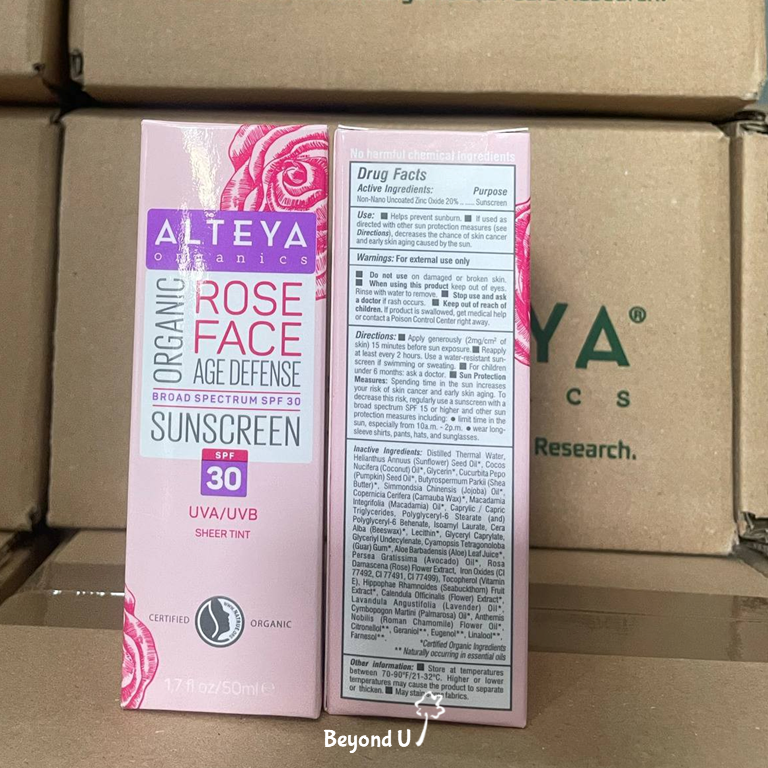 Research.
ALTEYA
organics
ORGANIC
ROSE
FACE
AGE DEFENSE
BROAD SPECTRUM SPF 30
SUNSCREEN
SPF
30
UVA/UVB
SHEER TINT
CERTIFIED
ORGANIC
1.7 fl oz/50ml e
No harmful chemical ingredients
Drug Facts
Active Ingredients: Purpose
Non-Nano Uncoated Zinc Oxide 20% ..... Sunscreen
Use: ■ Helps prevent sunburn. ■ If used as
directed with other sun protection measures (see
Directions), decreases the chance of skin cancer
and early skin aging caused by the sun.
Warnings: For external use only
■ Do not use on damaged or broken skin.
■ When using this product keep out of eyes.
Rinse with water to remove. ■ Stop use and ask
a doctor if rash occurs. ■ Keep out of reach of
children. If product is swallowed, get medical help
or contact a Poison Control Center right away.
Directions: ■ Apply generously (2mg/cm² of
skin) 15 minutes before sun exposure. ■ Reapply
at least every 2 hours. Use a water-resistant sun-
screen if swimming or sweating. ■ For children
under 6 months: ask a doctor. ■ Sun Protection
Measures: Spending time in the sun increases
your risk of skin cancer and early skin aging. To
decrease this risk, regularly use a sunscreen with a
broad spectrum SPF 15 or higher and other sun
protection measures including: ● limit time in the
sun, especially from 10a.m. - 2p.m. ● wear long-
sleeve shirts, pants, hats, and sunglasses.
Inactive Ingredients: Distilled Thermal Water,
Helianthus Annuus (Sunflower) Seed Oil*, Cocos
Nucifera (Coconut) Oil*, Glycerin*, Cucurbita Pepo
(Pumpkin) Seed Oil*, Butyrospermum Parkii (Shea
Butter)*, Simmondsia Chinensis (Jojoba) Oil*,
Copernicia Cerifera (Carnauba Wax)*, Macadamia
Integrifolia (Macadamia) Oil*, Caprylic / Capric
Triglycerides, Polyglyceryl-6 Stearate (and)
Polyglyceryl-6 Behenate, Isoamyl Laurate, Cera
Alba (Beeswax)*, Lecithin*, Glyceryl Caprylate,
Glyceryl Undecylenate, Cyamopsis Tetragonoloba
(Guar) Gum*, Aloe Barbadensis (Aloe) Leaf Juice*,
Persea Gratissima (Avocado) Oil*, Rosa
Damascena (Rose) Flower Extract, Iron Oxides (CI
77492, CI 77491, CI 77499), Tocopherol (Vitamin
E), Hippophae Rhamnoides (Seabuckthorn) Fruit
Extract*, Calendula Officinalis (Flower) Extract*,
Lavandula Angustifolia (Lavender) Oil*,
Cymbopogon Martini (Palmarosa) Oil*, Anthemis
Nobilis (Roman Chamomile) Flower Oil*,
Citronellol**, Geraniol**, Eugenol**, Linalool**,
Farnesol**.
*Certified Organic Ingredients
** Naturally occurring in essential oils
Other information: ■ Store at temperatures
between 70-90ºF/21-32ºC. Higher or lower
temperatures may cause the product to separate
or thicken. ■ May stain fabrics.
YA®
CS
Research.
Beyond U